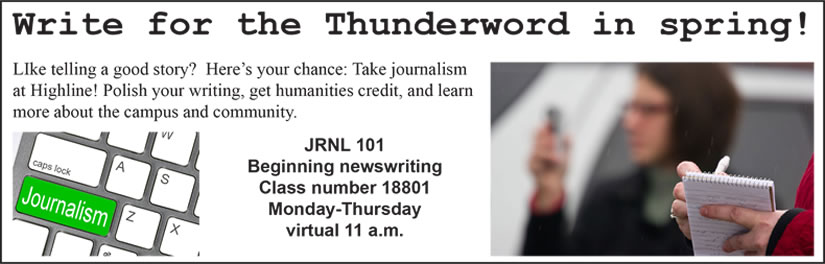 Write for the Thunderword in spring!
LIke telling a good story?  Here’s your chance: Take journalism
at Highline! Polish your writing, get humanities credit, and learn
more about the campus and community.
JRNL 101
Beginning newswriting
Class number 18801
Monday-Thursday
virtual 11 a.m.
W
caps lock
A
S
Journalism
Z
X